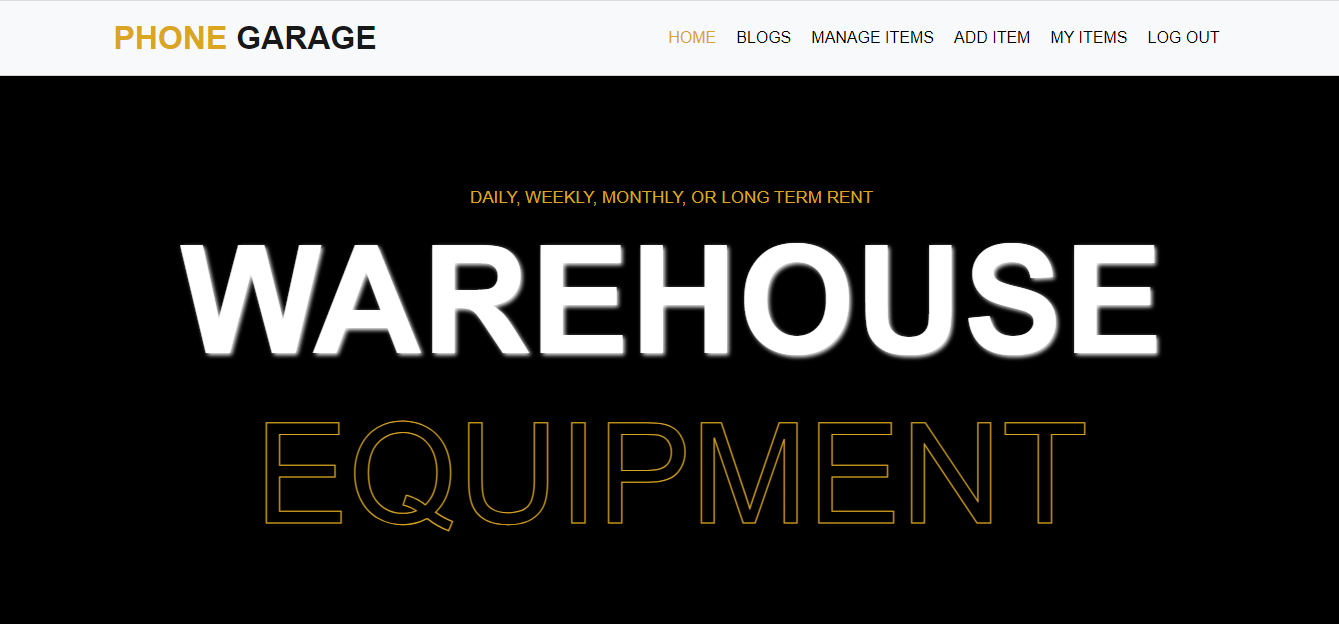 PHONE GARAGE
HOME BLOGS MANAGE ITEMS ADD ITEM MY ITEMS LOG OUT
DAILY, WEEKLY, MONTHLY, OR LONG TERM RENT
WAREHOUSE
EQUIPMENT